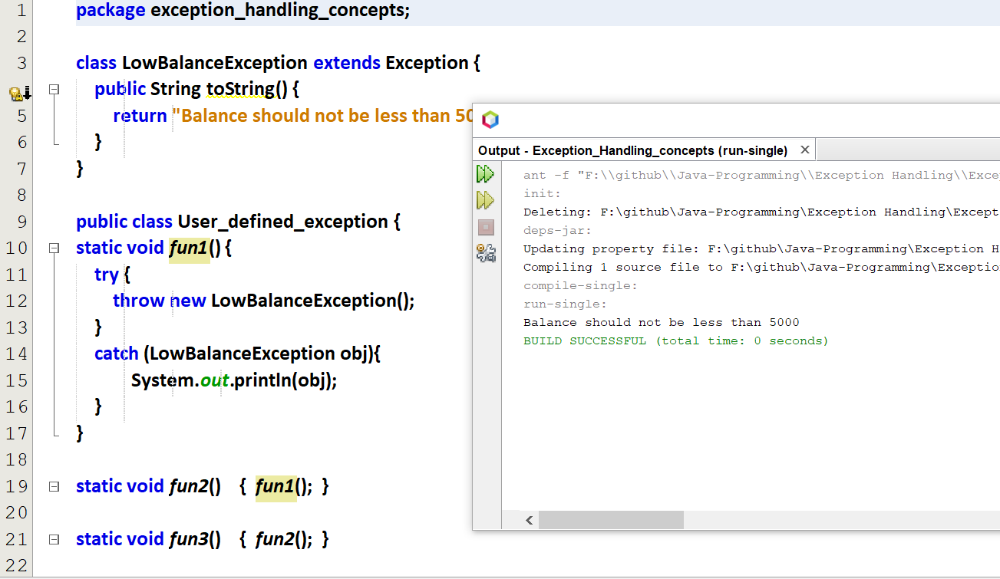 1 package exception_handling_concepts;
2
3 class LowBalanceException extends Exception {
public String toString() {
5 return "Balance should not be less than 50
6 }
7 }
8
9 public class User_defined_exception {
10 static void fun1() {
11 try {
12 throw new LowBalanceException();
13 }
14 catch (LowBalanceException obj){
15 System.out.println(obj);
16 }
17 }
18
19 static void fun2() { fun1(); }
20
21 static void fun3() { fun2(); }
22
Output - Exception_Handling_concepts (run-single) ×
ant -f "F:\\github\\Java-Programming\\Exception Handling\\Exce
init:
Deleting: F:\github\Java-Programming\Exception Handling\Except
deps-jar:
Updating property file: F:\github\Java-Programming\Exception H
Compiling 1 source file to F:\github\Java-Programming\Exceptio
compile-single:
run-single:
Balance should not be less than 5000
BUILD SUCCESSFUL (total time: 0 seconds)